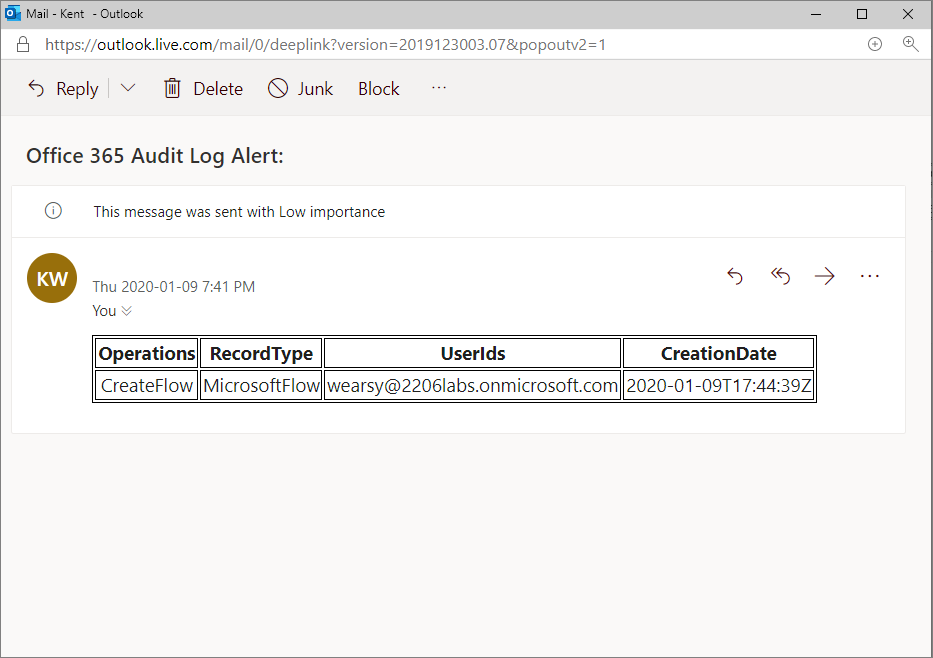 Mail - Kent - Outlook
https://outlook.live.com/mail/0/deeplink?version=2019123003.07&popoutv2=1
Reply Delete Junk Block ...
Office 365 Audit Log Alert:
This message was sent with Low importance
KW
Thu 2020-01-09 7:41 PM
You
Operations RecordType UserIds CreationDate
CreateFlow MicrosoftFlow wearsy@2206labs.onmicrosoft.com 2020-01-09T17:44:39Z